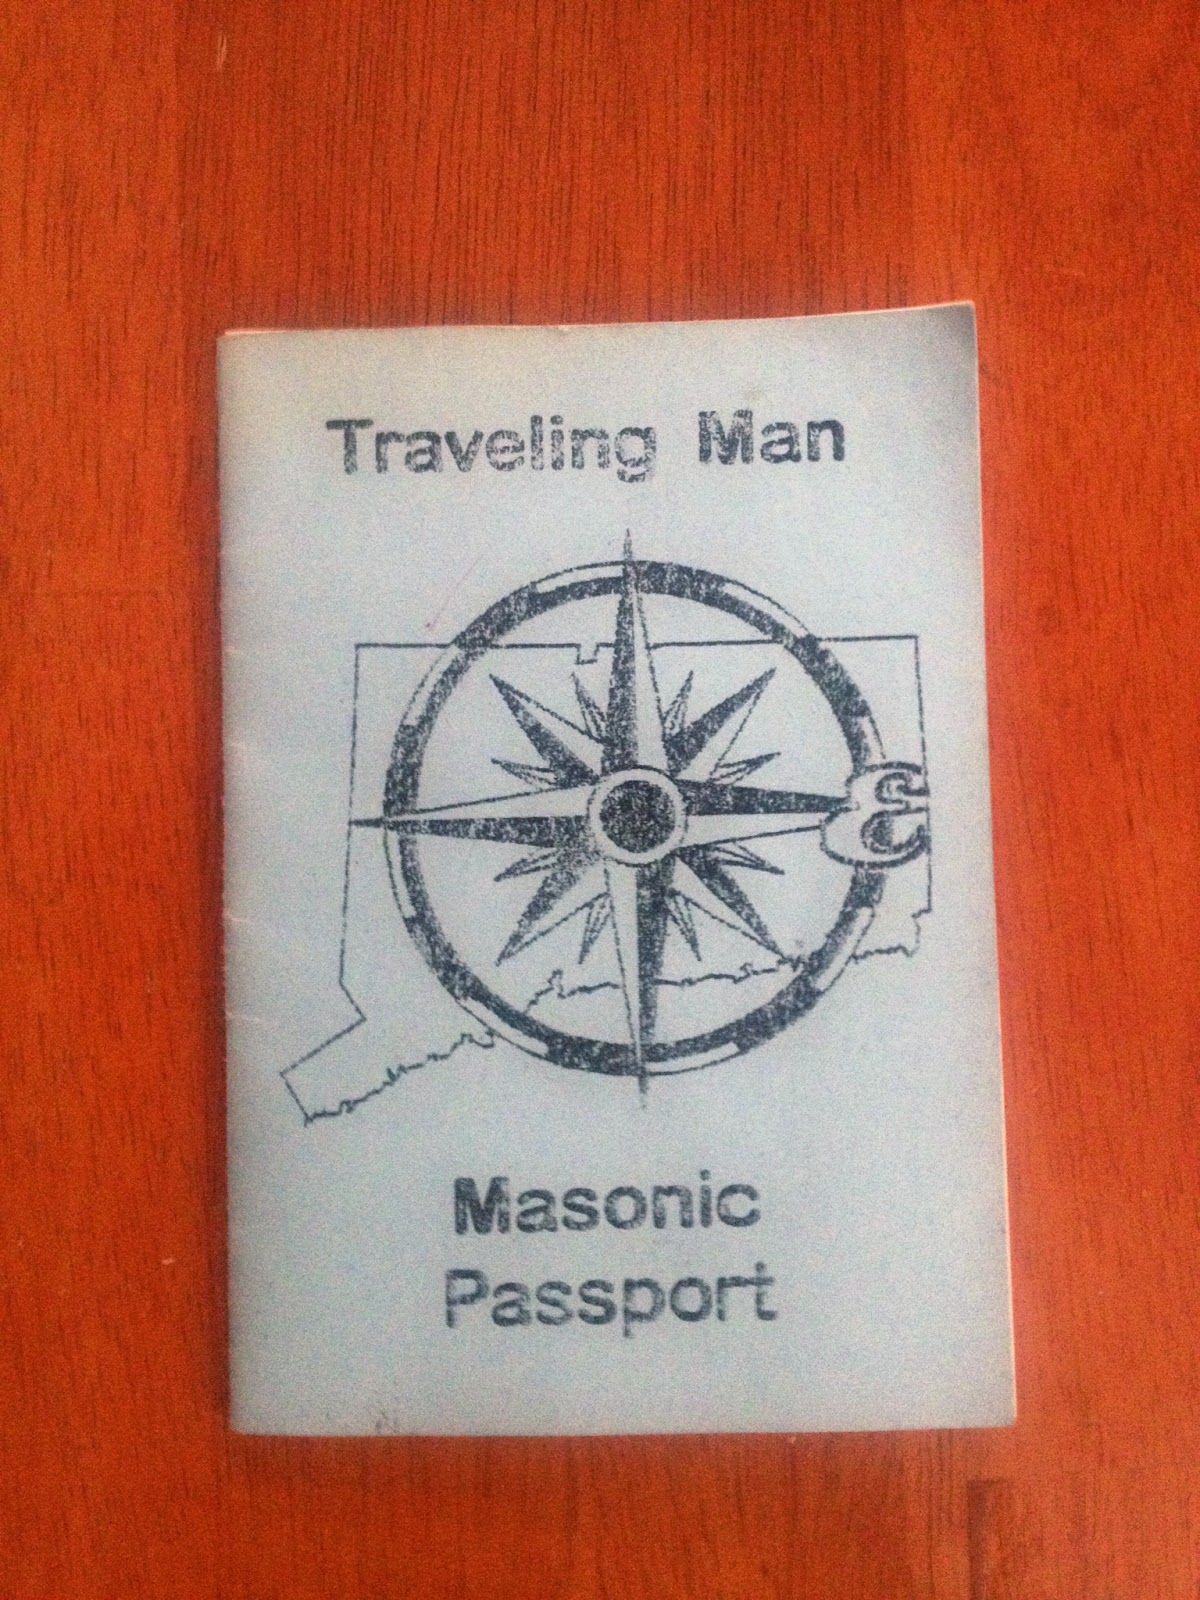 Traveling Man
E
Masonic
Passport